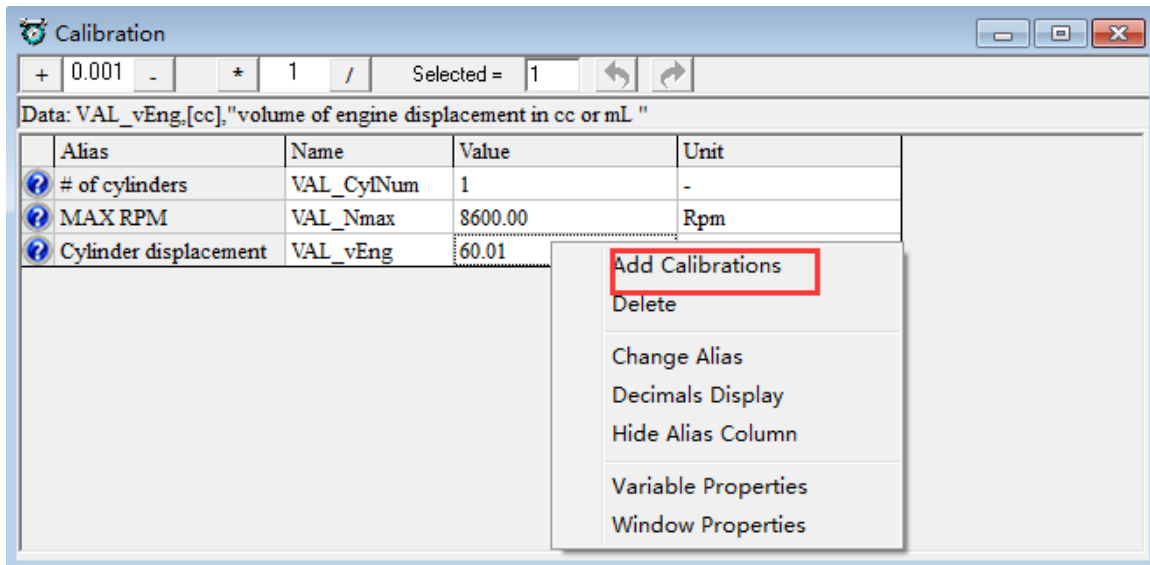 Calibration
+ 0.001 - * 1 / Selected = 1
Data: VAL_vEng,[cc],"volume of engine displacement in cc or mL "
Alias Name Value Unit
# of cylinders VAL_CylNum 1 -
MAX RPM VAL_Nmax 8600.00 Rpm
Cylinder displacement VAL_vEng 60.01
Add Calibrations
Delete
Change Alias
Decimals Display
Hide Alias Column
Variable Properties
Window Properties